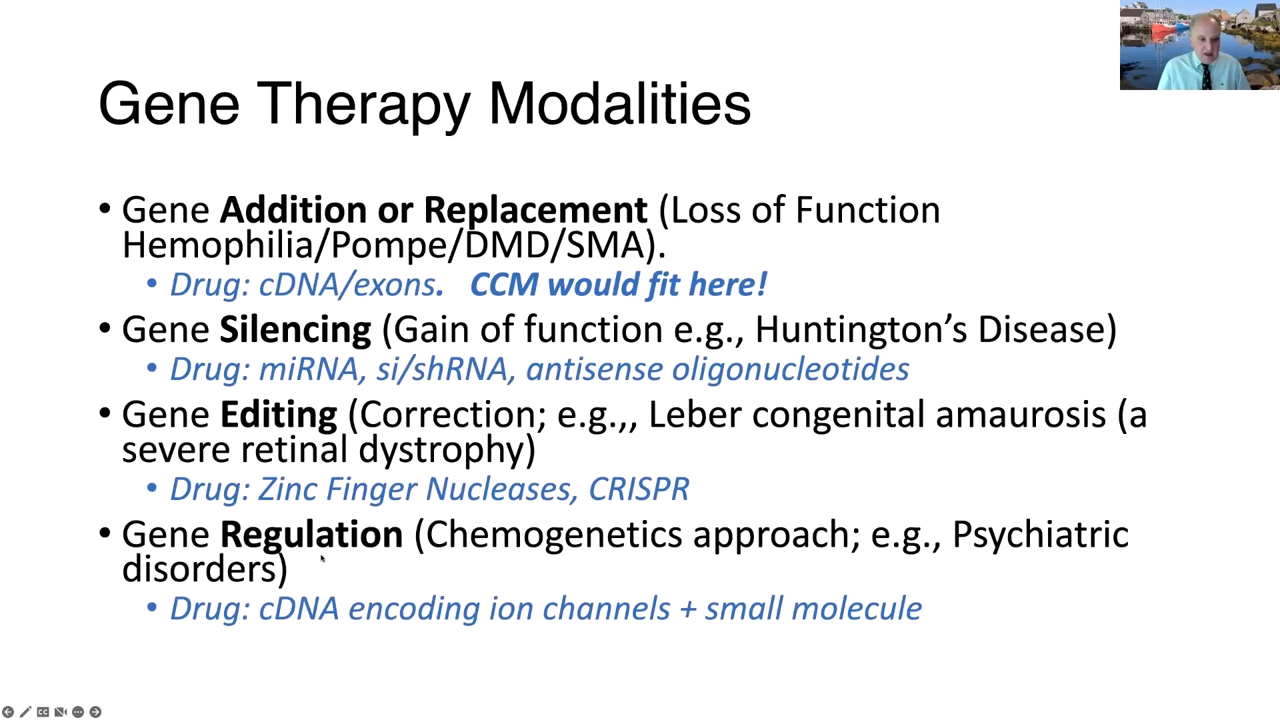 Gene Therapy Modalities
• Gene Addition or Replacement (Loss of Function
Hemophilia/Pompe/DMD/SMA).
• Drug: cDNA/exons.   CCM would fit here!
• Gene Silencing (Gain of function e.g., Huntington’s Disease)
• Drug: miRNA, si/shRNA, antisense oligonucleotides
• Gene Editing (Correction; e.g.,, Leber congenital amaurosis (a
severe retinal dystrophy)
• Drug: Zinc Finger Nucleases, CRISPR
• Gene Regulation (Chemogenetics approach; e.g., Psychiatric
disorders)
• Drug: cDNA encoding ion channels + small molecule